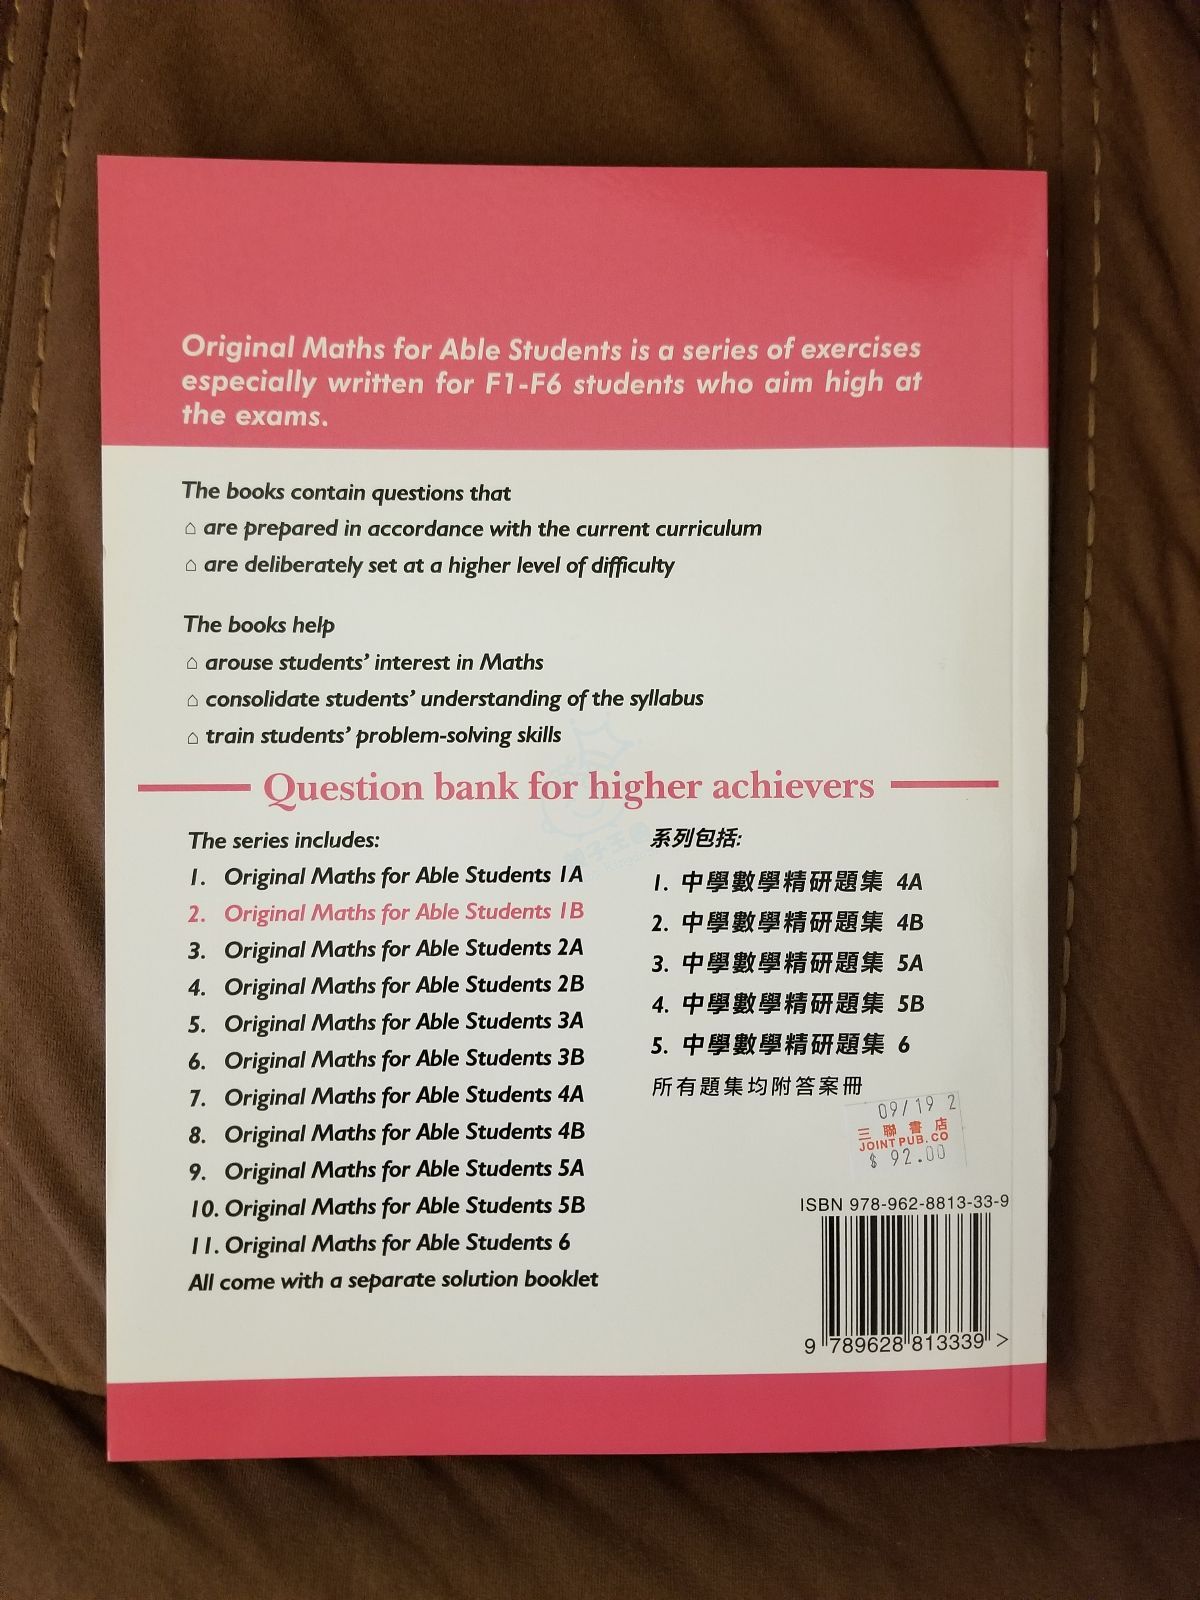 Original Maths for Able Students is a series of exercises
especially written for F1-F6 students who aim high at
the exams.
The books contain questions that
⌂ are prepared in accordance with the current curriculum
⌂ are deliberately set at a higher level of difficulty
The books help
⌂ arouse students' interest in Maths
⌂ consolidate students' understanding of the syllabus
⌂ train students' problem-solving skills
Question bank for higher achievers
The series includes:
1. Original Maths for Able Students 1A
2. Original Maths for Able Students 1B
3. Original Maths for Able Students 2A
4. Original Maths for Able Students 2B
5. Original Maths for Able Students 3A
6. Original Maths for Able Students 3B
7. Original Maths for Able Students 4A
8. Original Maths for Able Students 4B
9. Original Maths for Able Students 5A
10. Original Maths for Able Students 5B
11. Original Maths for Able Students 6
All come with a separate solution booklet
系列包括:
1. 中學數學精研題集 4A
2. 中學數學精研題集 4B
3. 中學數學精研題集 5A
4. 中學數學精研題集 5B
5. 中學數學精研題集 6
所有題集均附答案冊
09/19 2
三聯書店
JOINT PUB. CO
$ 92.00
ISBN 978-962-8813-33-9
9 789628 813339 >